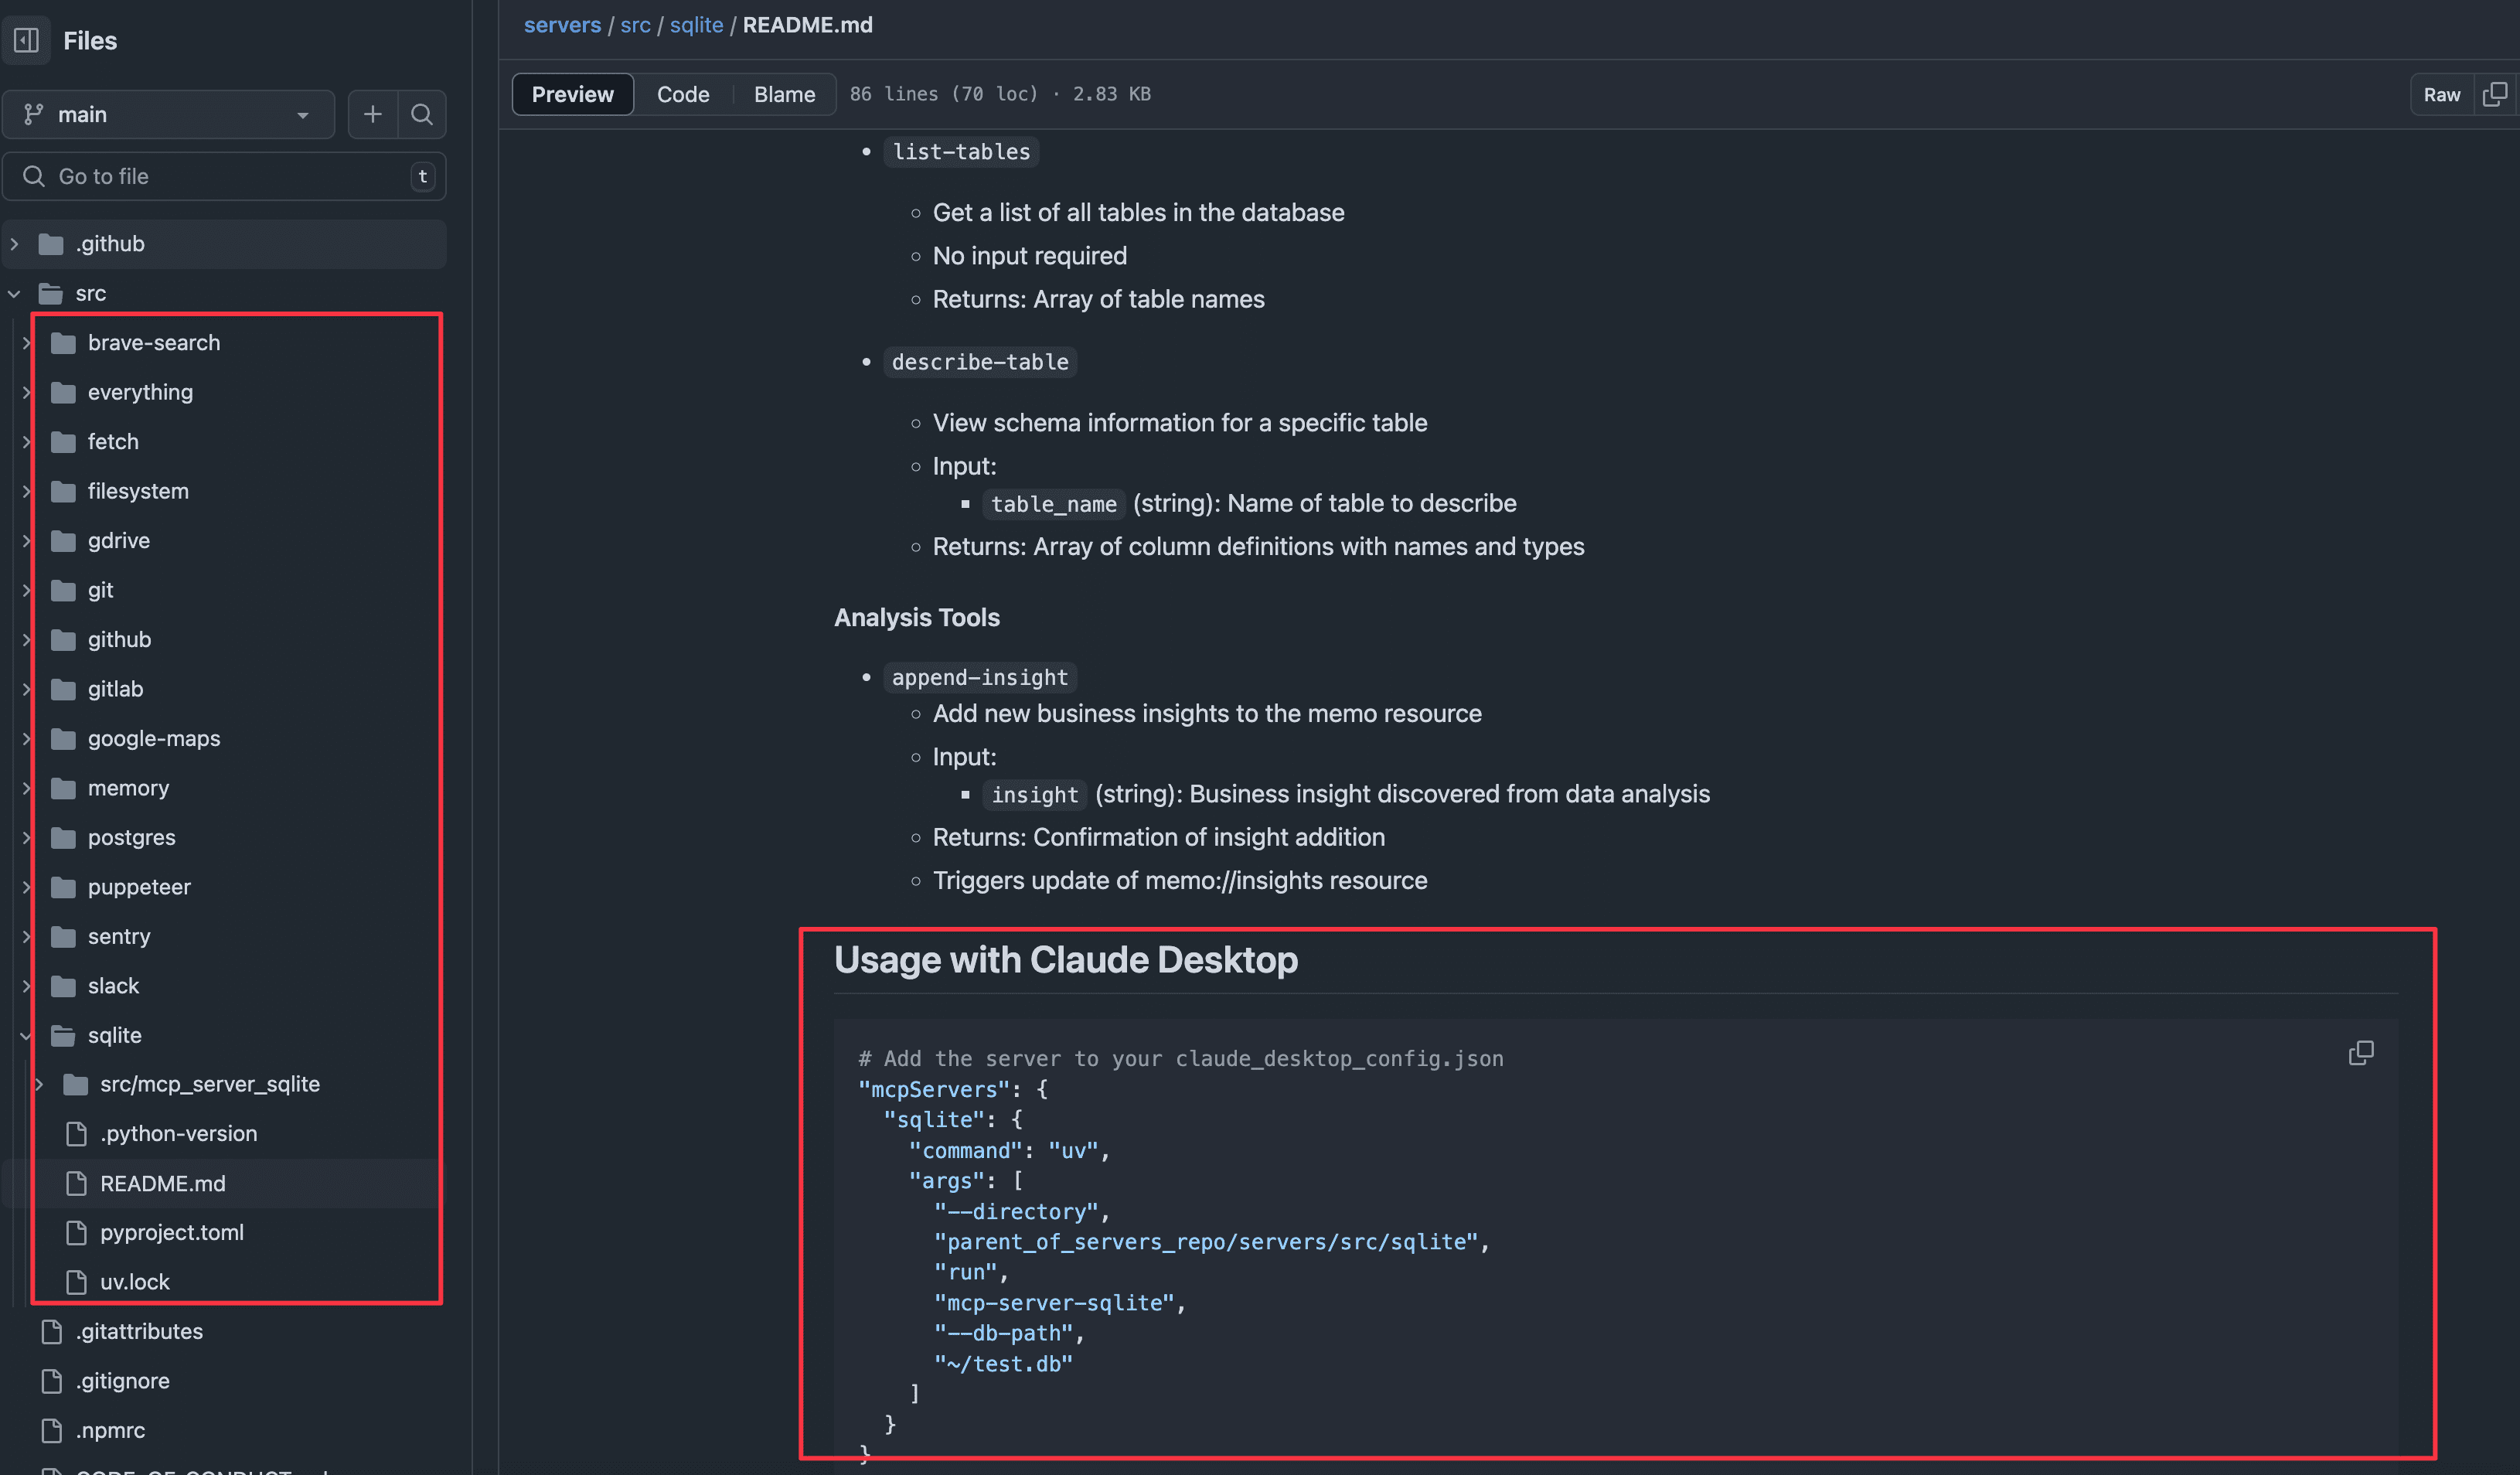 Files
main
Go to file
t
.github
src
brave-search
everything
fetch
filesystem
gdrive
git
github
gitlab
google-maps
memory
postgres
puppeteer
sentry
slack
sqlite
src/mcp_server_sqlite
.python-version
README.md
pyproject.toml
uv.lock
.gitattributes
.gitignore
.npmrc
servers / src / sqlite / README.md
Preview Code Blame 86 lines (70 loc) · 2.83 KB Raw
• list-tables
◦ Get a list of all tables in the database
◦ No input required
◦ Returns: Array of table names
• describe-table
◦ View schema information for a specific table
◦ Input:
▪ table_name (string): Name of table to describe
◦ Returns: Array of column definitions with names and types
Analysis Tools
• append-insight
◦ Add new business insights to the memo resource
◦ Input:
▪ insight (string): Business insight discovered from data analysis
◦ Returns: Confirmation of insight addition
◦ Triggers update of memo://insights resource
Usage with Claude Desktop
# Add the server to your claude_desktop_config.json
"mcpServers": {
"sqlite": {
"command": "uv",
"args": [
"--directory",
"parent_of_servers_repo/servers/src/sqlite",
"run",
"mcp-server-sqlite",
"--db-path",
"~/test.db"
]
}
}